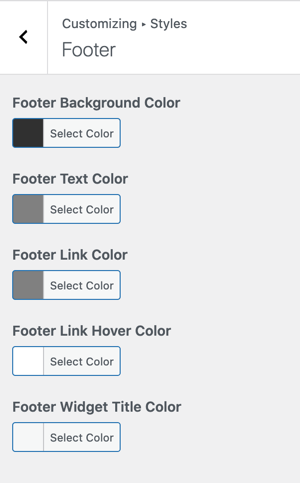 Customizing ▸ Styles
Footer
Footer Background Color
Select Color
Footer Text Color
Select Color
Footer Link Color
Select Color
Footer Link Hover Color
Select Color
Footer Widget Title Color
Select Color